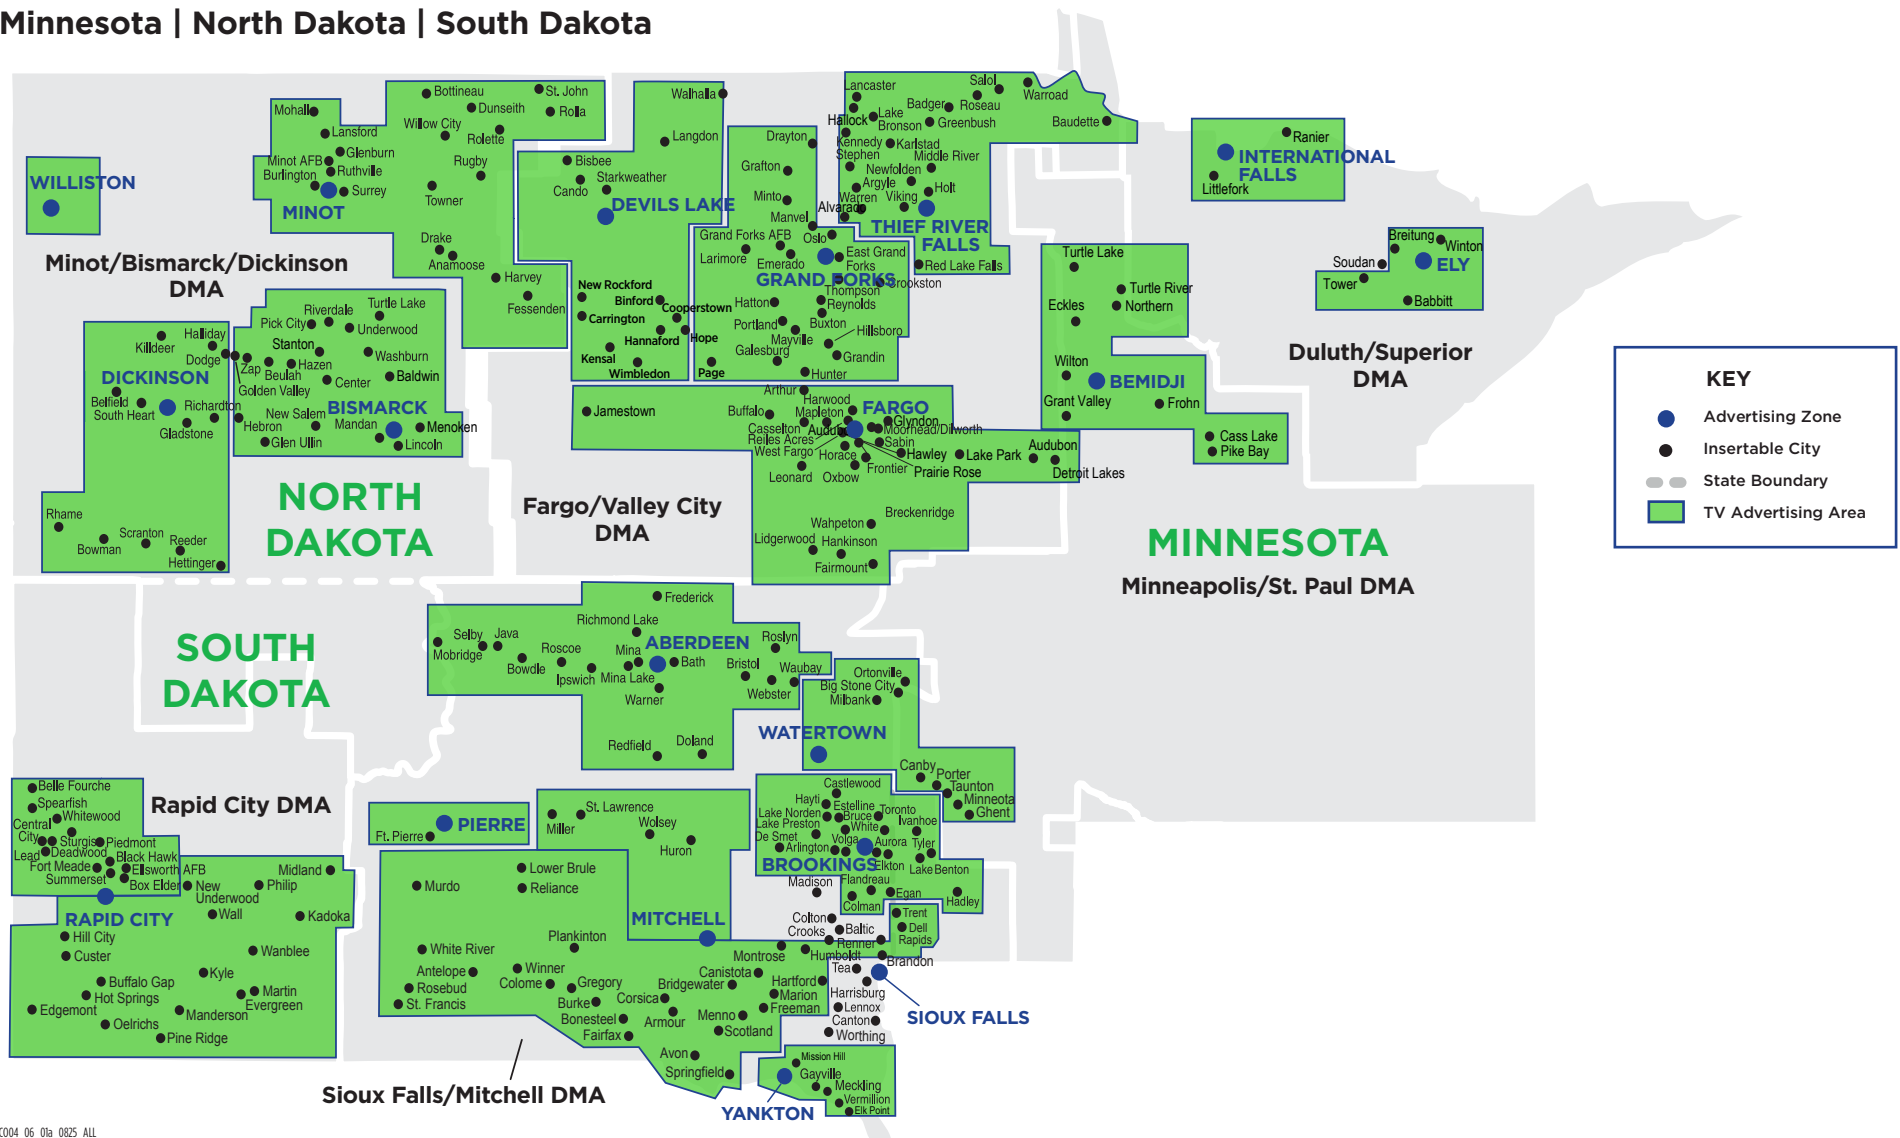 Minnesota | North Dakota | South Dakota
WILLISTON
Minot/Bismarck/Dickinson
DMA
Mohall
Lansford
Glenburn
Minot AFB
Ruthville
Burlington
Surrey
MINOT
Bottineau
Dunseith
St. John
Rolla
Willow City
Rolette
Rugby
Towner
Drake
Anamoose
Harvey
Fessenden
Walhalla
Langdon
Bisbee
Starkweather
Cando
DEVILS LAKE
New Rockford
Binford
Cooperstown
Carrington
Hannaford
Hope
Kensal
Wimbledon
Page
Drayton
Grafton
Minto
Manvel
Grand Forks AFB
Oslo
Larimore
Emerado
East Grand
Forks
GRAND FORKS
Crookston
Thompson
Hatton
Reynolds
Portland
Buxton
Hillsboro
Mayville
Galesburg
Grandin
Hunter
Lancaster
Hallock
Lake
Bronson
Badger
Salol
Roseau
Warroad
Greenbush
Baudette
Kennedy
Karlstad
Stephen
Middle River
Newfolden
Argyle
Holt
Warren
Viking
Alvarado
THIEF RIVER
FALLS
Red Lake Falls
Ranier
INTERNATIONAL
FALLS
Littlefork
Breitung
Winton
Soudan
ELY
Tower
Babbitt
Duluth/Superior
DMA
Turtle Lake
Turtle River
Eckles
Northern
Wilton
BEMIDJI
Grant Valley
Frohn
Cass Lake
Pike Bay
KEY
Advertising Zone
Insertable City
State Boundary
TV Advertising Area
Killdeer
Halliday
Dodge
DICKINSON
Belfield
South Heart
Richardton
Gladstone
Rhame
Bowman
Scranton
Reeder
Hettinger
Riverdale
Turtle Lake
Pick City
Underwood
Stanton
Washburn
Zap
Hazen
Beulah
Center
Baldwin
Golden Valley
BISMARCK
New Salem
Mandan
Menoken
Hebron
Glen Ullin
Lincoln
NORTH
DAKOTA
Fargo/Valley City
DMA
Jamestown
Arthur
Harwood
Buffalo
Mapleton
FARGO
Casselton
Audubon
Glyndon
Moorhead/Dilworth
Reiles Acres
Sabin
West Fargo
Horace
Hawley
Lake Park
Audubon
Frontier
Prairie Rose
Detroit Lakes
Leonard
Oxbow
Breckenridge
Wahpeton
Lidgerwood
Hankinson
Fairmount
MINNESOTA
Minneapolis/St. Paul DMA
SOUTH
DAKOTA
Frederick
Richmond Lake
Selby
Java
ABERDEEN
Roslyn
Mobridge
Bowdle
Roscoe
Mina
Bath
Bristol
Waubay
Ipswich
Mina Lake
Webster
Warner
Redfield
Doland
Ortonville
Big Stone City
Milbank
WATERTOWN
Canby
Porter
Taunton
Minneota
Ghent
Rapid City DMA
Belle Fourche
Spearfish
Whitewood
Central
City
Sturgis
Piedmont
Lead
Deadwood
Black Hawk
Fort Meade
Ellsworth AFB
Summerset
Box Elder
New
Underwood
Philip
Midland
RAPID CITY
Wall
Kadoka
Hill City
Custer
Wanblee
Kyle
Buffalo Gap
Hot Springs
Martin
Evergreen
Edgemont
Manderson
Oelrichs
Pine Ridge
Ft. Pierre
PIERRE
Miller
St. Lawrence
Wolsey
Huron
Lower Brule
Murdo
Reliance
MITCHELL
Plankinton
White River
Montrose
Antelope
Winner
Canistota
Rosebud
Colome
Gregory
Bridgewater
Hartford
St. Francis
Burke
Corsica
Marion
Bonesteel
Armour
Menno
Freeman
Fairfax
Scotland
Avon
Springfield
Castlewood
Hayti
Estelline
Toronto
Lake Norden
Bruce
Ivanhoe
Lake Preston
White
De Smet
Volga
Aurora
Tyler
Arlington
BROOKINGS
Elkton
Lake Benton
Madison
Flandreau
Egan
Hadley
Colman
Colton
Trent
Crooks
Baltic
Dell
Rapids
Renner
Humboldt
Brandon
Tea
Harrisburg
Lennox
SIOUX FALLS
Canton
Worthing
Sioux Falls/Mitchell DMA
Mission Hill
Gayville
Meckling
Vermillion
Elk Point
YANKTON
C004_06_01a_0825_ALL